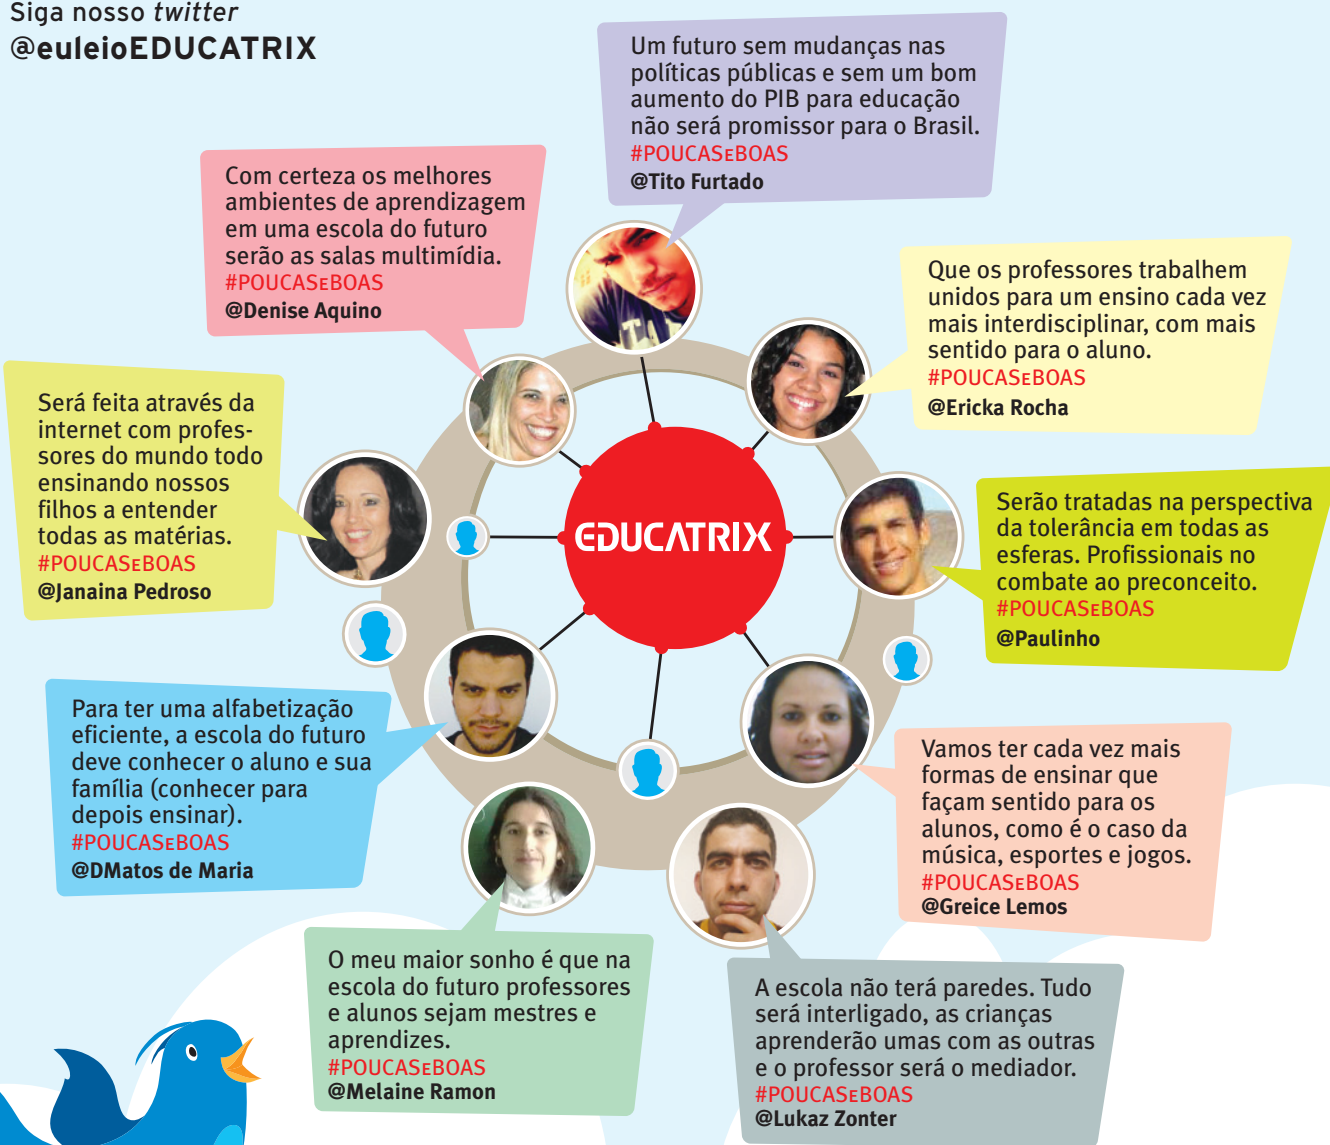 Siga nosso twitter
@euleioEDUCATRIX
Um futuro sem mudanças nas
políticas públicas e sem um bom
aumento do PIB para educação
não será promissor para o Brasil.
#POUCASEBOAS
@Tito Furtado
Com certeza os melhores
ambientes de aprendizagem
em uma escola do futuro
serão as salas multimídia.
#POUCASEBOAS
@Denise Aquino
Que os professores trabalhem
unidos para um ensino cada vez
mais interdisciplinar, com mais
sentido para o aluno.
#POUCASEBOAS
@Ericka Rocha
Será feita através da
internet com profes-
sores do mundo todo
ensinando nossos
filhos a entender
todas as matérias.
#POUCASEBOAS
@Janaina Pedroso
EDUCATRIX
Serão tratadas na perspectiva
da tolerância em todas as
esferas. Profissionais no
combate ao preconceito.
#POUCASEBOAS
@Paulinho
Para ter uma alfabetização
eficiente, a escola do futuro
deve conhecer o aluno e sua
família (conhecer para
depois ensinar).
#POUCASEBOAS
@DMatos de Maria
Vamos ter cada vez mais
formas de ensinar que
façam sentido para os
alunos, como é o caso da
música, esportes e jogos.
#POUCASEBOAS
@Greice Lemos
O meu maior sonho é que na
escola do futuro professores
e alunos sejam mestres e
aprendizes.
#POUCASEBOAS
@Melaine Ramon
A escola não terá paredes. Tudo
será interligado, as crianças
aprenderão umas com as outras
e o professor será o mediador.
#POUCASEBOAS
@Lukaz Zonter